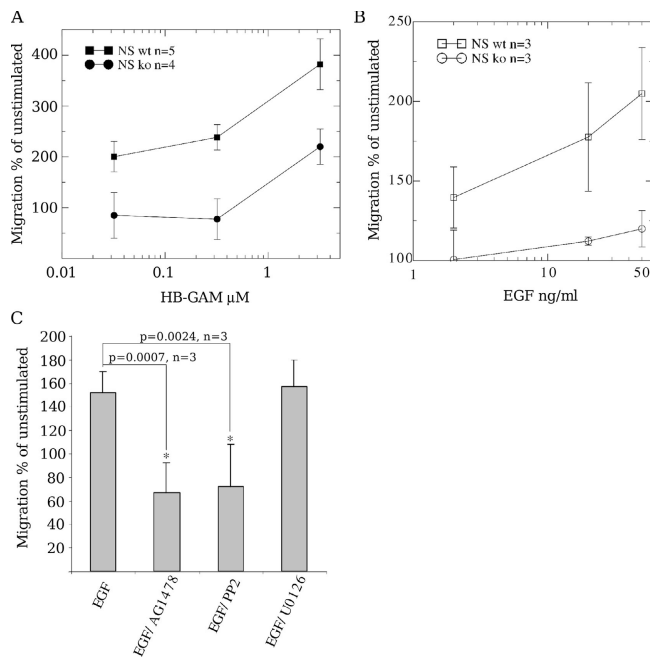 A
NS wt n=5
NS ko n=4
400
300
200
100
Migration % of unstimulated
0.01
0.1
1
HB-GAM μM
B
NS wt n=3
NS ko n=3
250
200
150
100
Migration % of unstimulated
1
10
50
EGF ng/ml
C
200
180
160
140
120
100
80
60
40
20
Migration % of unstimulated
p=0.0024, n=3
p=0.0007, n=3
*
*
EGF
EGF/AG1478
EGF/PP2
EGF/U0126